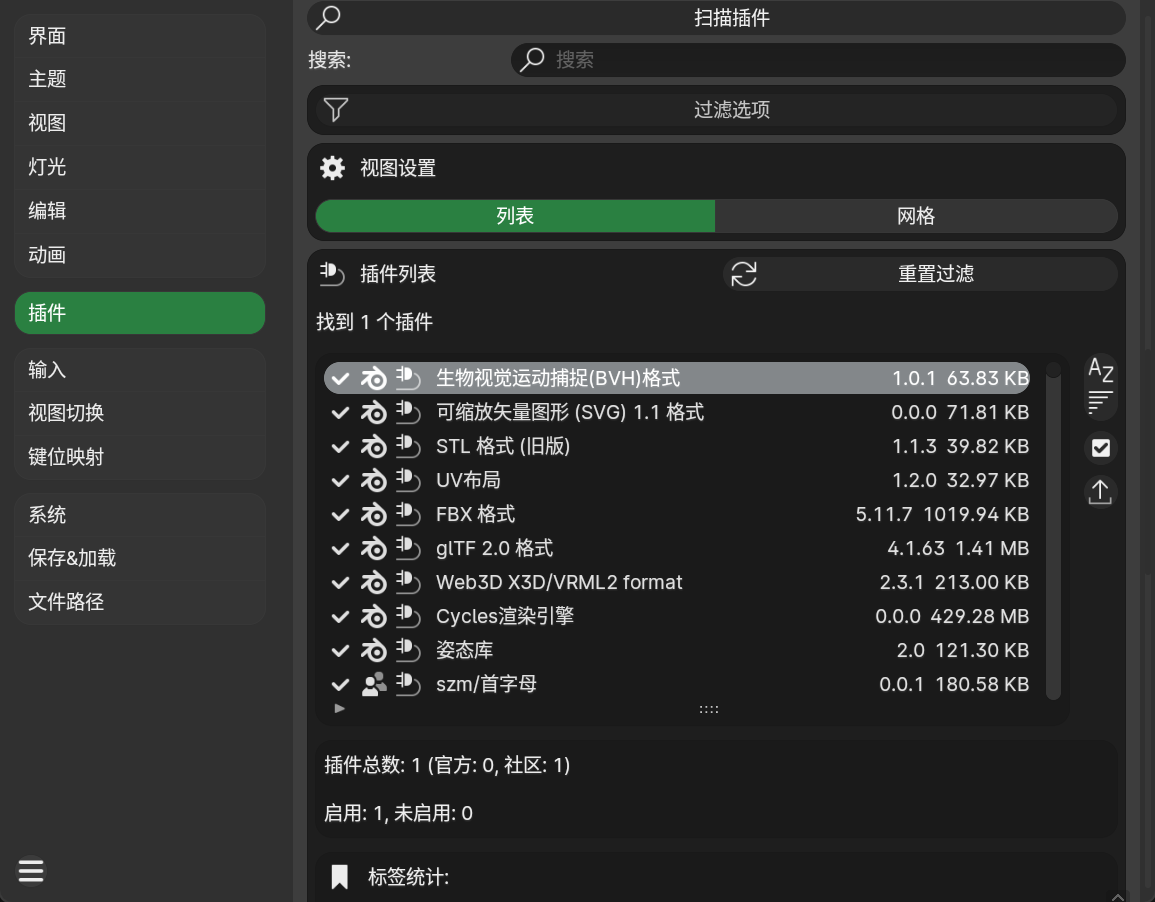 界面
主题
视图
灯光
编辑
动画
插件
输入
视图切换
键位映射
系统
保存&加载
文件路径
扫描插件
搜索:
搜索
过滤选项
视图设置
列表 网格
插件列表 重置过滤
找到 1 个插件
生物视觉运动捕捉(BVH)格式 1.0.1 63.83 KB
可缩放矢量图形 (SVG) 1.1 格式 0.0.0 71.81 KB
STL 格式 (旧版) 1.1.3 39.82 KB
UV布局 1.2.0 32.97 KB
FBX 格式 5.11.7 1019.94 KB
glTF 2.0 格式 4.1.63 1.41 MB
Web3D X3D/VRML2 format 2.3.1 213.00 KB
Cycles渲染引擎 0.0.0 429.28 MB
姿态库 2.0 121.30 KB
szm/首字母 0.0.1 180.58 KB
AZ
插件总数: 1 (官方: 0, 社区: 1)
启用: 1, 未启用: 0
标签统计: